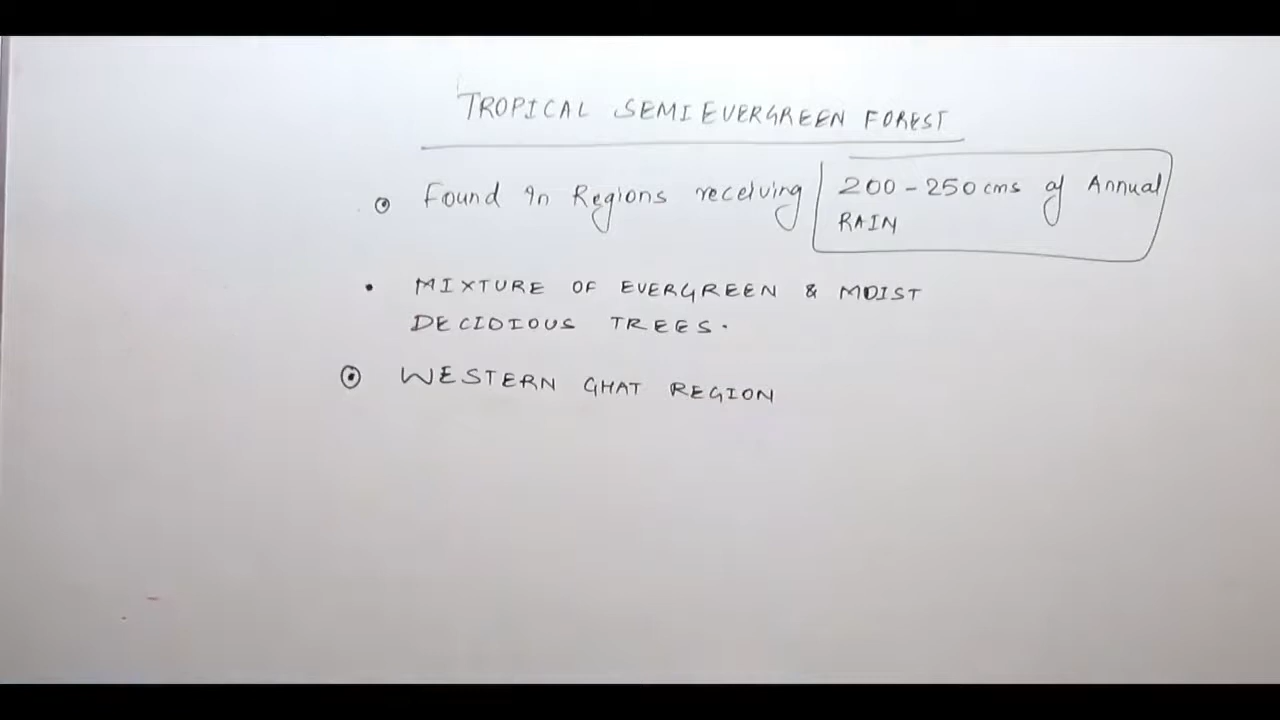 TROPICAL SEMI EVERGREEN FOREST
Found In Regions receiving 200 - 250 cms of Annual
RAIN
MIXTURE OF EVERGREEN & MOIST
DECIDIOUS TREES.
WESTERN GHAT REGION